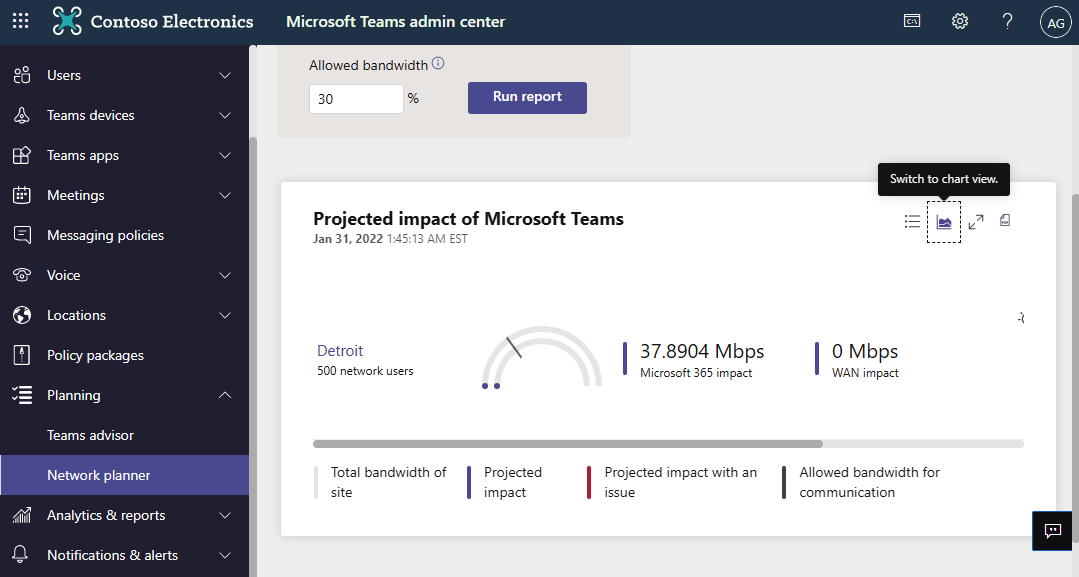 Contoso Electronics
Microsoft Teams admin center
AG
Users
Teams devices
Teams apps
Meetings
Messaging policies
Voice
Locations
Policy packages
Planning
Teams advisor
Network planner
Analytics & reports
Notifications & alerts
Allowed bandwidth
30 %
Run report
Switch to chart view.
Projected impact of Microsoft Teams
Jan 31, 2022 1:45:13 AM EST
Detroit
500 network users
37.8904 Mbps
Microsoft 365 impact
0 Mbps
WAN impact
Total bandwidth of
site
Projected
impact
Projected impact with an
issue
Allowed bandwidth for
communication